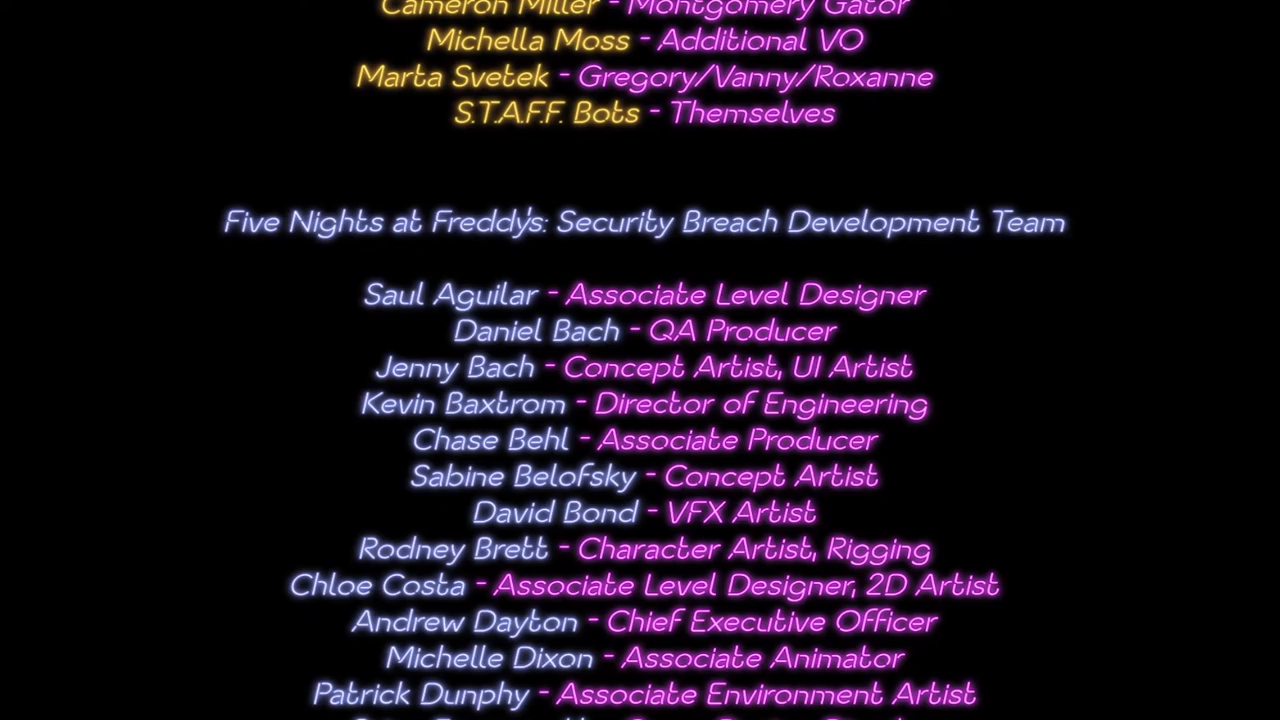 Cameron Miller - Montgomery Gator
Michella Moss - Additional VO
Marta Svetek - Gregory/Vanny/Roxanne
S.T.A.F.F. Bots - Themselves
Five Nights at Freddy's: Security Breach Development Team
Saul Aguilar - Associate Level Designer
Daniel Bach - QA Producer
Jenny Bach - Concept Artist, UI Artist
Kevin Baxtrom - Director of Engineering
Chase Behl - Associate Producer
Sabine Belofsky - Concept Artist
David Bond - VFX Artist
Rodney Brett - Character Artist, Rigging
Chloe Costa - Associate Level Designer, 2D Artist
Andrew Dayton - Chief Executive Officer
Michelle Dixon - Associate Animator
Patrick Dunphy - Associate Environment Artist